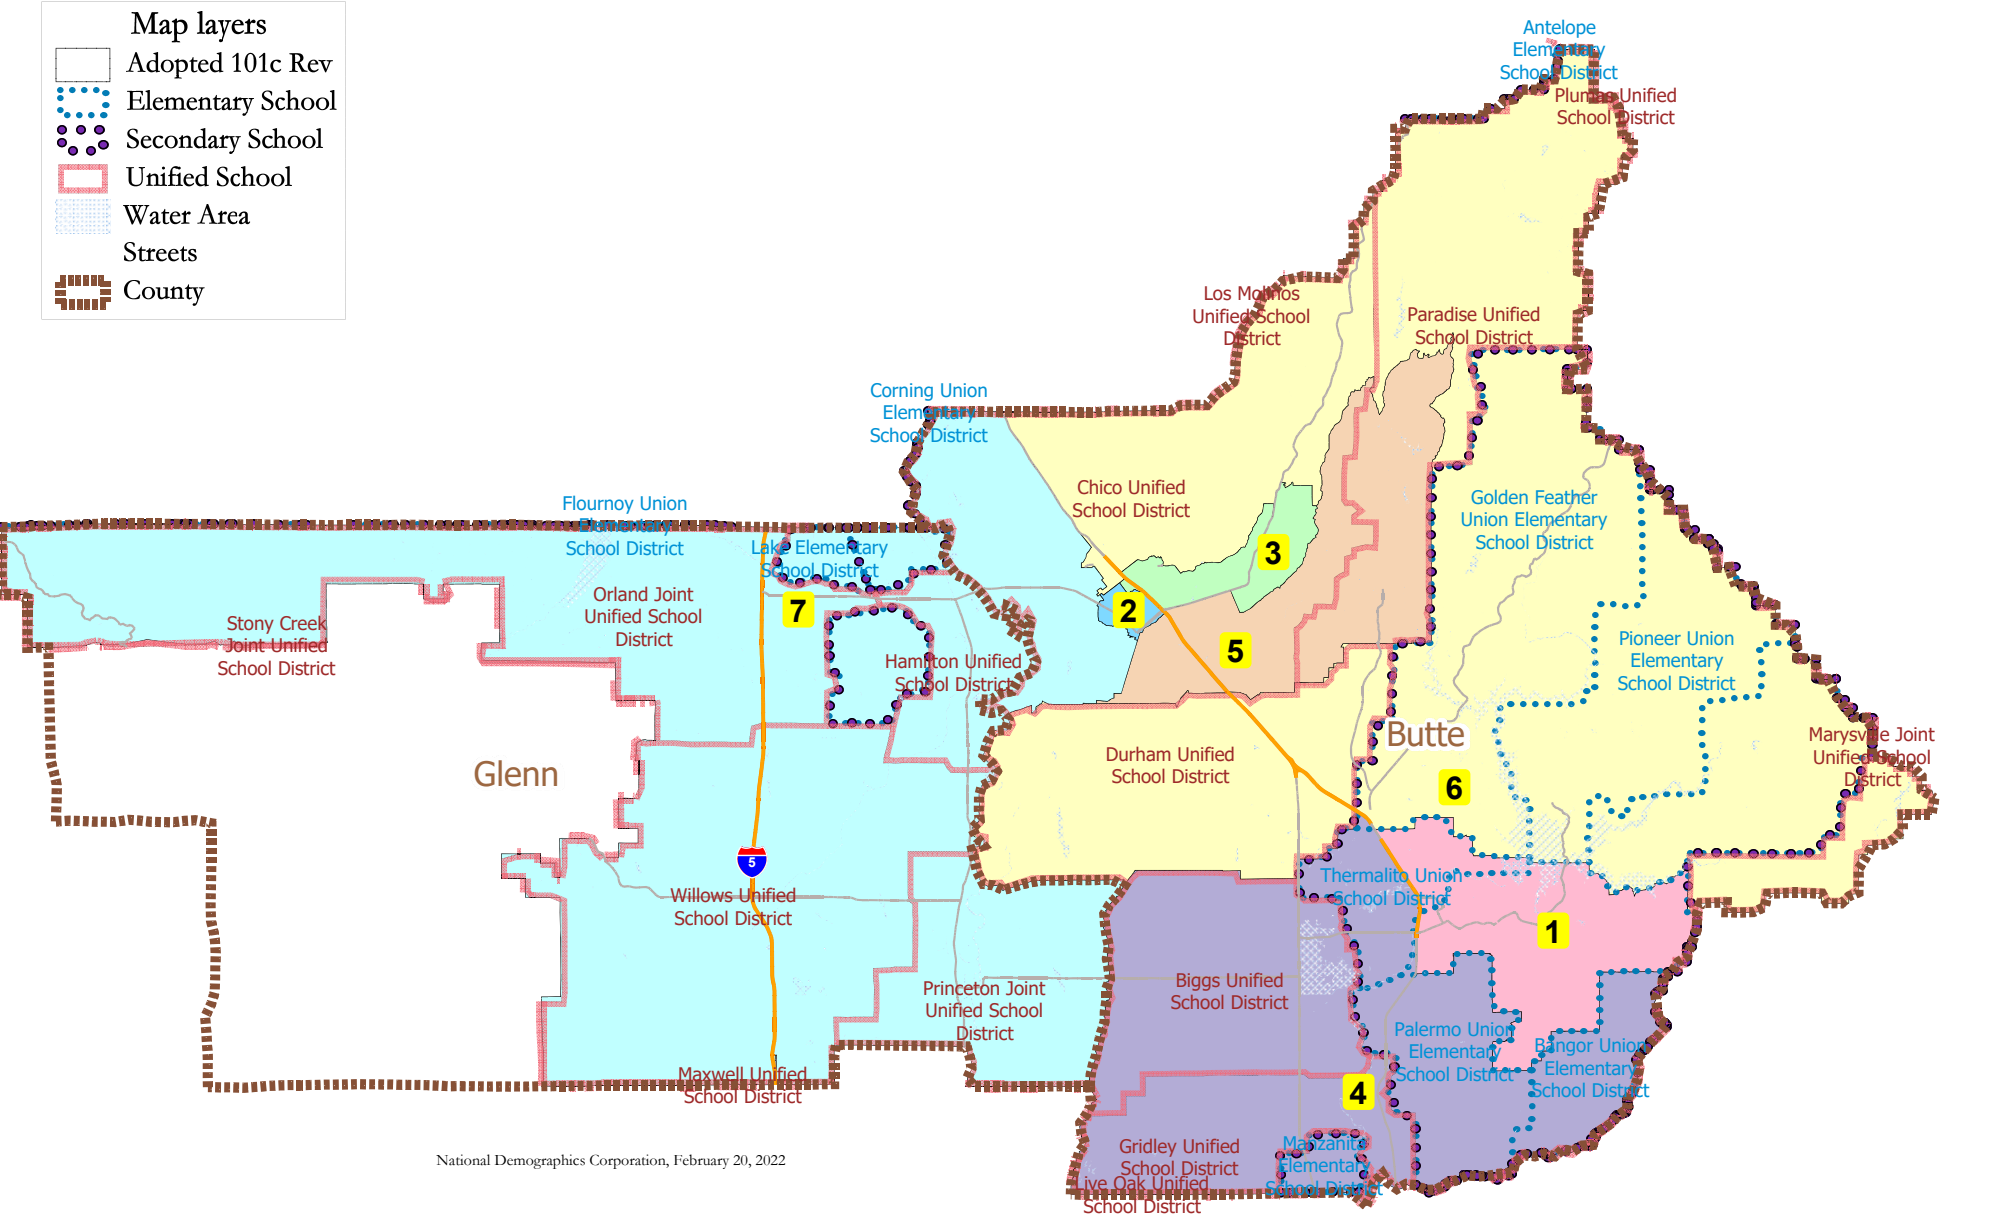 Map layers
Adopted 101c Rev
Elementary School
Secondary School
Unified School
Water Area
Streets
County
Antelope
Elementary
School District
Plumas Unified
School District
Los Molinos
Unified School
District
Paradise Unified
School District
Corning Union
Elementary
School District
Chico Unified
School District
Golden Feather
Union Elementary
School District
Flournoy Union
Elementary
School District
Lake Elementary
School District
3
Orland Joint
Unified School
District
7
2
Stony Creek
Joint Unified
School District
5
Pioneer Union
Elementary
School District
Hamilton Unified
School District
Butte
Marysville Joint
Unified School
District
Durham Unified
School District
Glenn
6
5
Thermalito Union
School District
Willows Unified
School District
1
Biggs Unified
School District
Princeton Joint
Unified School
District
Palermo Union
Elementary
School District
Bangor Union
Elementary
School District
Maxwell Unified
School District
4
Gridley Unified
School District
Manzanita
Elementary
School District
Live Oak Unified
School District
National Demographics Corporation, February 20, 2022